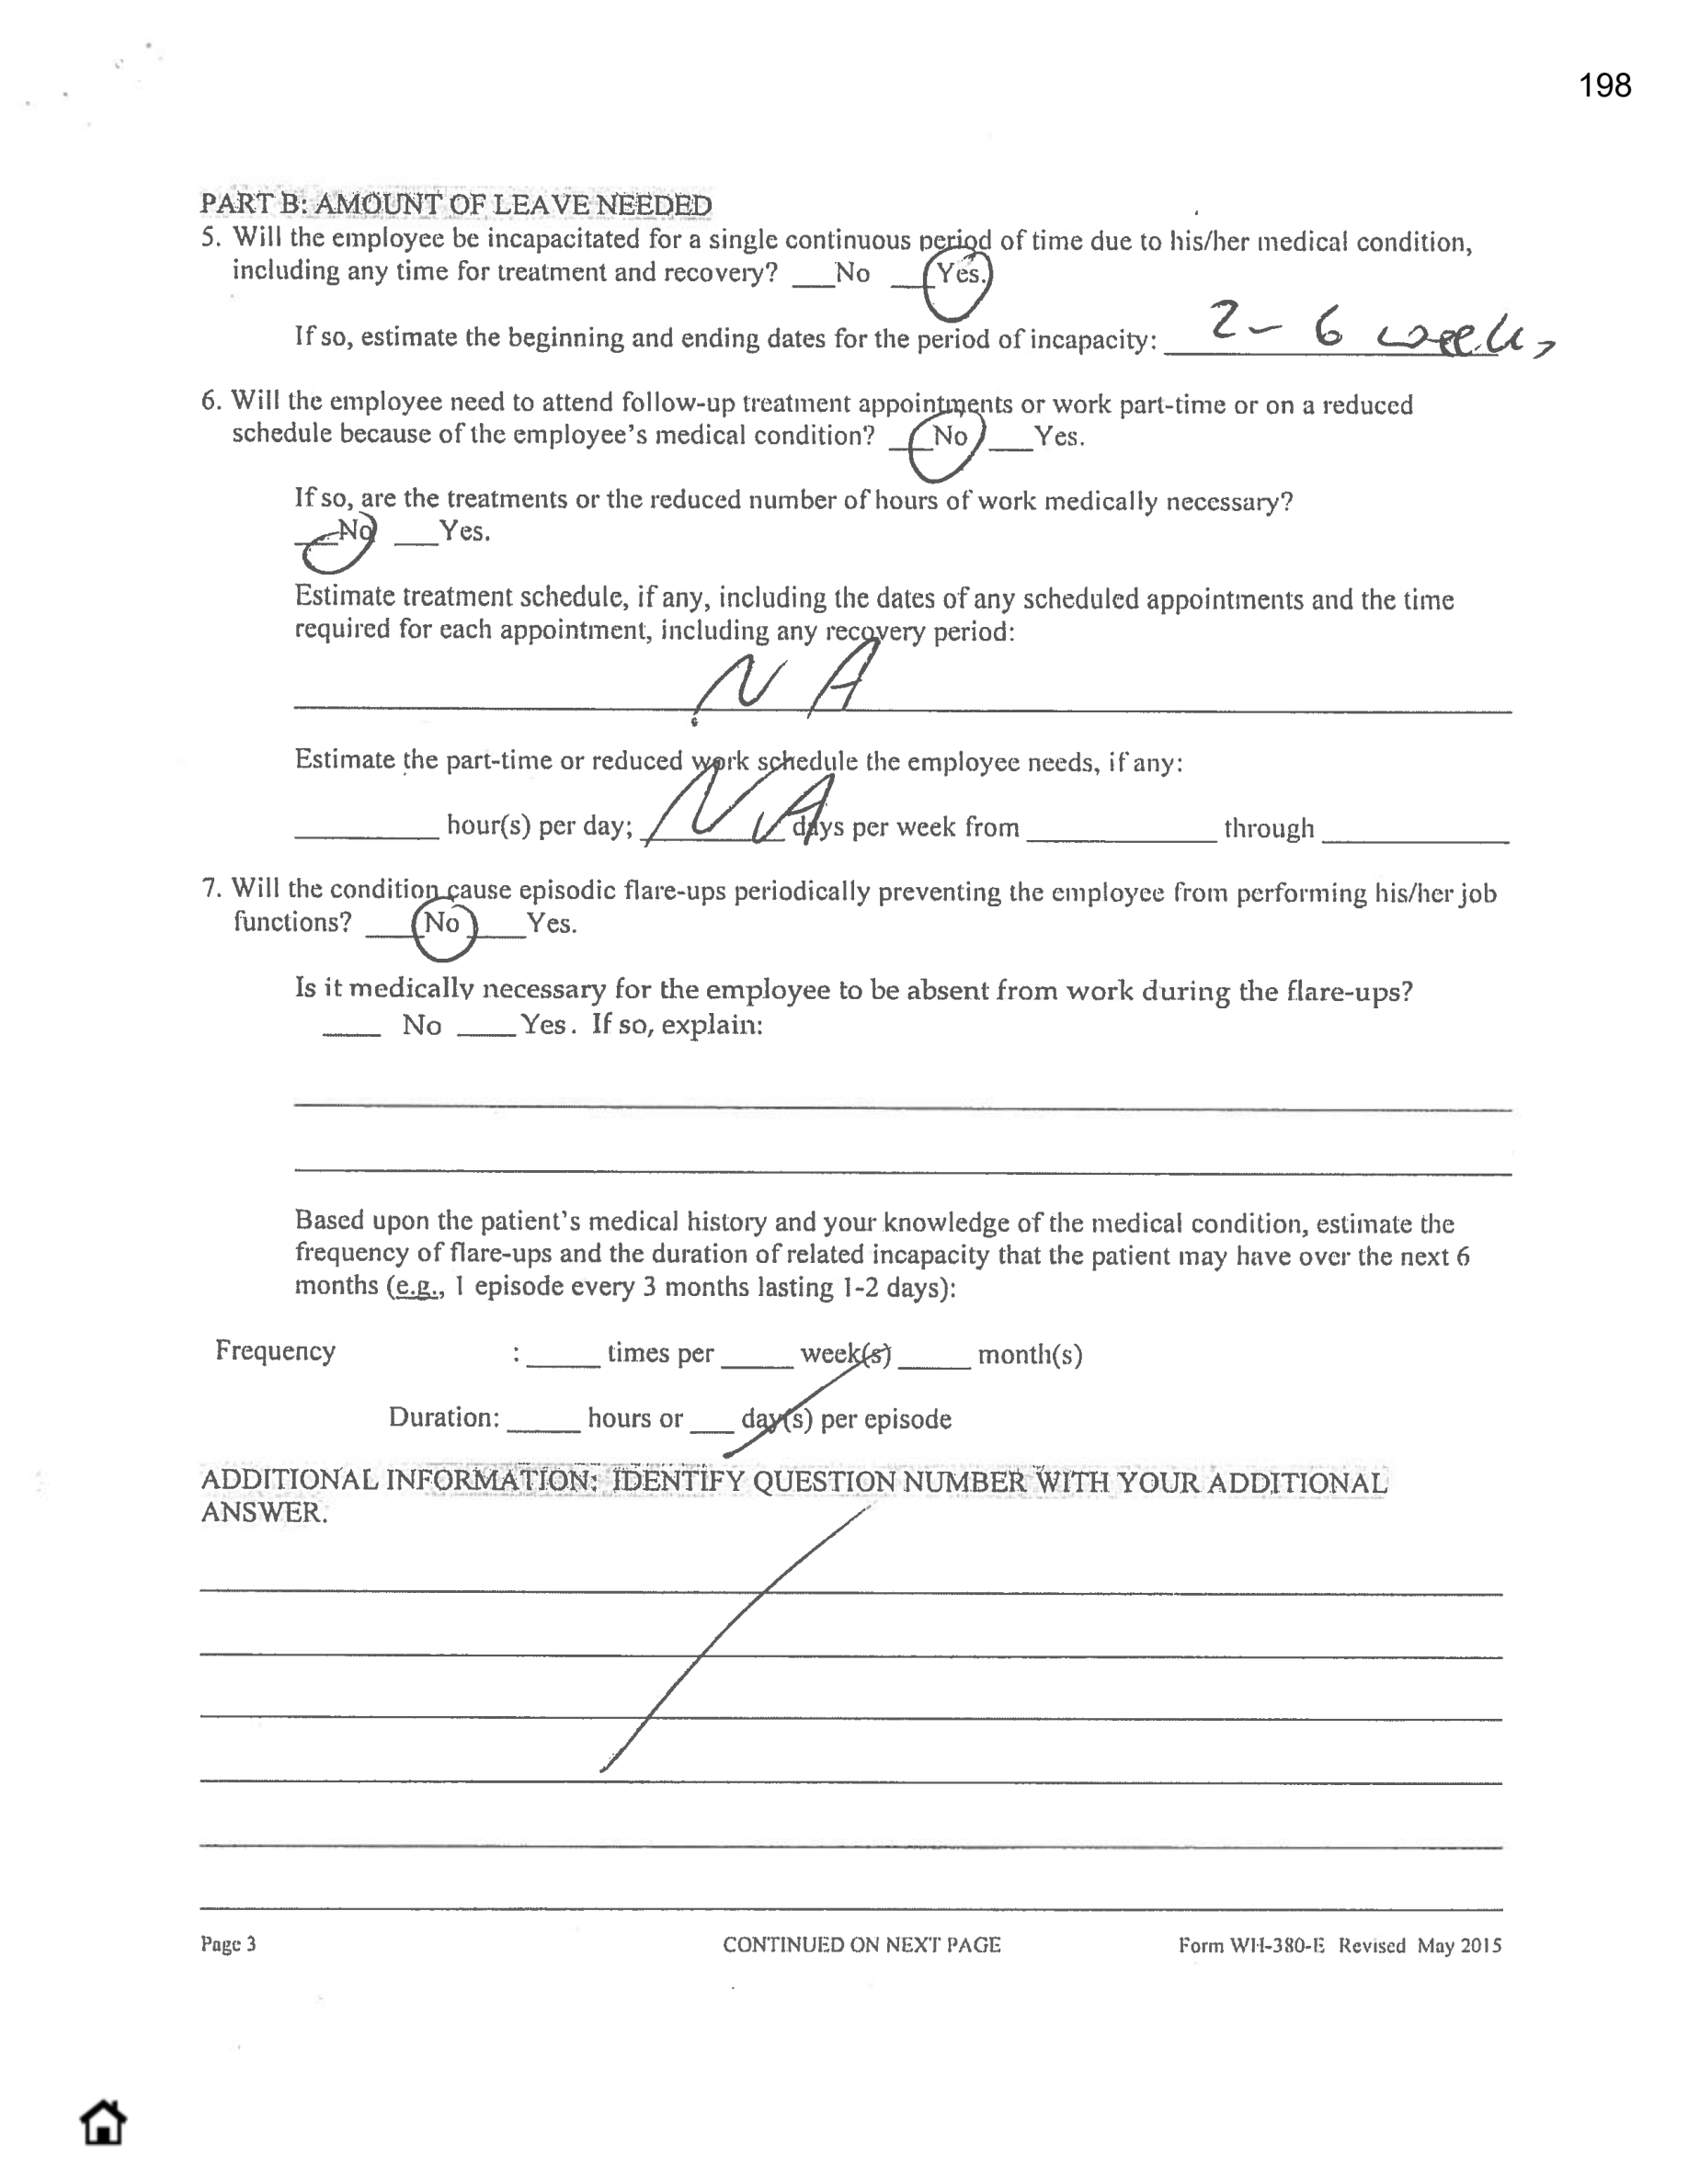 198
PART B: AMOUNT OF LEAVE NEEDED
5. Will the employee be incapacitated for a single continuous period of time due to his/her medical condition,
including any time for treatment and recovery? ___No ___Yes.
If so, estimate the beginning and ending dates for the period of incapacity: 2- 6 weeks
6. Will the employee need to attend follow-up treatment appointments or work part-time or on a reduced
schedule because of the employee's medical condition? ___No ___Yes.
If so, are the treatments or the reduced number of hours of work medically necessary?
___No ___Yes.
Estimate treatment schedule, if any, including the dates of any scheduled appointments and the time
required for each appointment, including any recovery period:
NA
Estimate the part-time or reduced work schedule the employee needs, if any:
__________ hour(s) per day; NA days per week from ___________ through ___________
7. Will the condition cause episodic flare-ups periodically preventing the employee from performing his/her job
functions? ____No ____Yes.
Is it medically necessary for the employee to be absent from work during the flare-ups?
____ No ____Yes. If so, explain:
Based upon the patient's medical history and your knowledge of the medical condition, estimate the
frequency of flare-ups and the duration of related incapacity that the patient may have over the next 6
months (e.g., 1 episode every 3 months lasting 1-2 days):
Frequency : _____ times per _____ week(s) _____ month(s)
Duration: _____ hours or ___ day(s) per episode
ADDITIONAL INFORMATION: IDENTIFY QUESTION NUMBER WITH YOUR ADDITIONAL
ANSWER.
Page 3 CONTINUED ON NEXT PAGE Form WH-380-E Revised May 2015